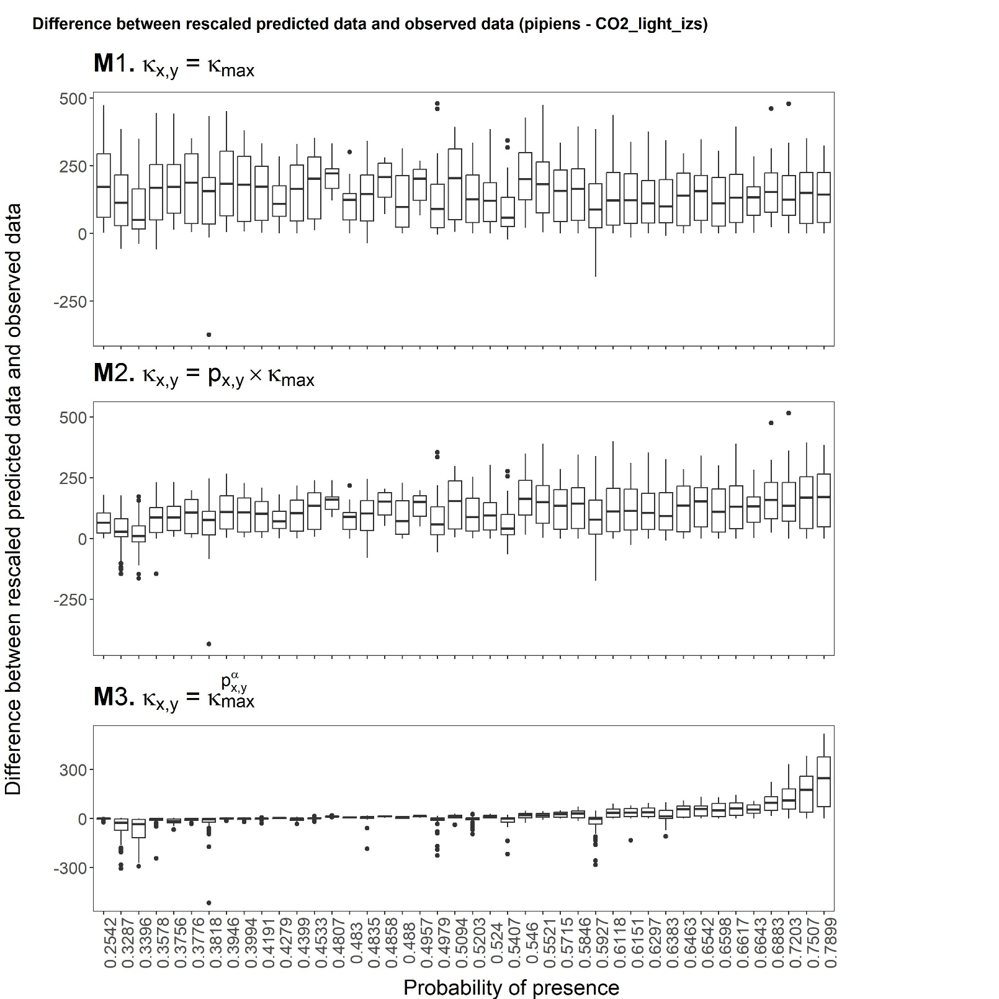 Difference between rescaled predicted data and observed data (pipiens - CO2_light_izs)
Difference between rescaled predicted data and observed data
M1. κx,y = κmax
500
250
0
-250
M2. κx,y = px,y × κmax
500
250
0
-250
M3. κx,y = κmax^(px,y^α)
300
0
-300
0.2542 0.3287 0.3396 0.3578 0.3756 0.3776 0.3818 0.3946 0.3994 0.4191 0.4279 0.4399 0.4533 0.4807 0.483 0.4835 0.4858 0.488 0.4957 0.4979 0.5094 0.5203 0.524 0.5407 0.546 0.5521 0.5715 0.5846 0.5927 0.6118 0.6151 0.6297 0.6383 0.6463 0.6542 0.6598 0.6617 0.6643 0.6883 0.7203 0.7507 0.7899
Probability of presence